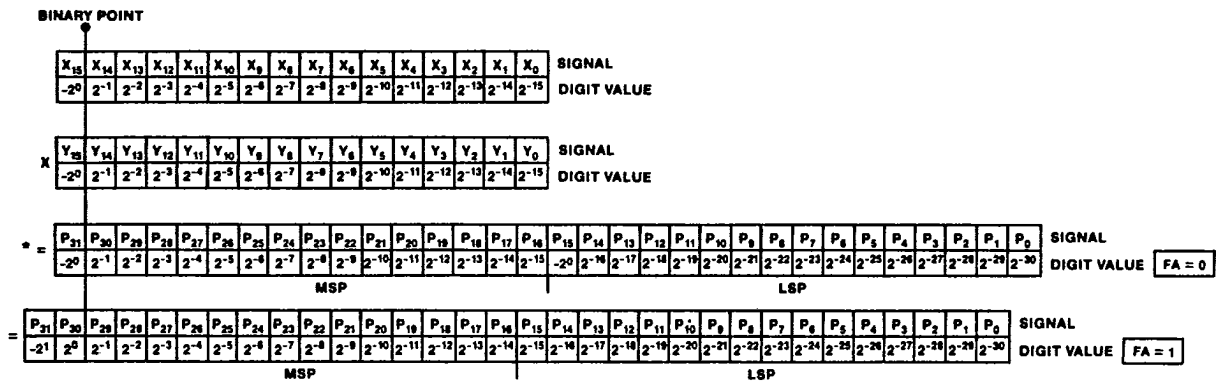 BINARY POINT
X15 X14 X13 X12 X11 X10 X9 X8 X7 X6 X5 X4 X3 X2 X1 X0 SIGNAL
-2^0 2^-1 2^-2 2^-3 2^-4 2^-5 2^-6 2^-7 2^-8 2^-9 2^-10 2^-11 2^-12 2^-13 2^-14 2^-15 DIGIT VALUE
X Y15 Y14 Y13 Y12 Y11 Y10 Y9 Y8 Y7 Y6 Y5 Y4 Y3 Y2 Y1 Y0 SIGNAL
-2^0 2^-1 2^-2 2^-3 2^-4 2^-5 2^-6 2^-7 2^-8 2^-9 2^-10 2^-11 2^-12 2^-13 2^-14 2^-15 DIGIT VALUE
* = P31 P30 P29 P28 P27 P26 P25 P24 P23 P22 P21 P20 P19 P18 P17 P16 P15 P14 P13 P12 P11 P10 P9 P8 P7 P6 P5 P4 P3 P2 P1 P0 SIGNAL
-2^0 2^-1 2^-2 2^-3 2^-4 2^-5 2^-6 2^-7 2^-8 2^-9 2^-10 2^-11 2^-12 2^-13 2^-14 2^-15 -2^0 2^-16 2^-17 2^-18 2^-19 2^-20 2^-21 2^-22 2^-23 2^-24 2^-25 2^-26 2^-27 2^-28 2^-29 2^-30 DIGIT VALUE FA = 0
MSP LSP
= P31 P30 P29 P28 P27 P26 P25 P24 P23 P22 P21 P20 P19 P18 P17 P16 P15 P14 P13 P12 P11 P10 P9 P8 P7 P6 P5 P4 P3 P2 P1 P0 SIGNAL
-2^1 2^0 2^-1 2^-2 2^-3 2^-4 2^-5 2^-6 2^-7 2^-8 2^-9 2^-10 2^-11 2^-12 2^-13 2^-14 2^-15 2^-16 2^-17 2^-18 2^-19 2^-20 2^-21 2^-22 2^-23 2^-24 2^-25 2^-26 2^-27 2^-28 2^-29 2^-30 DIGIT VALUE FA = 1
MSP LSP